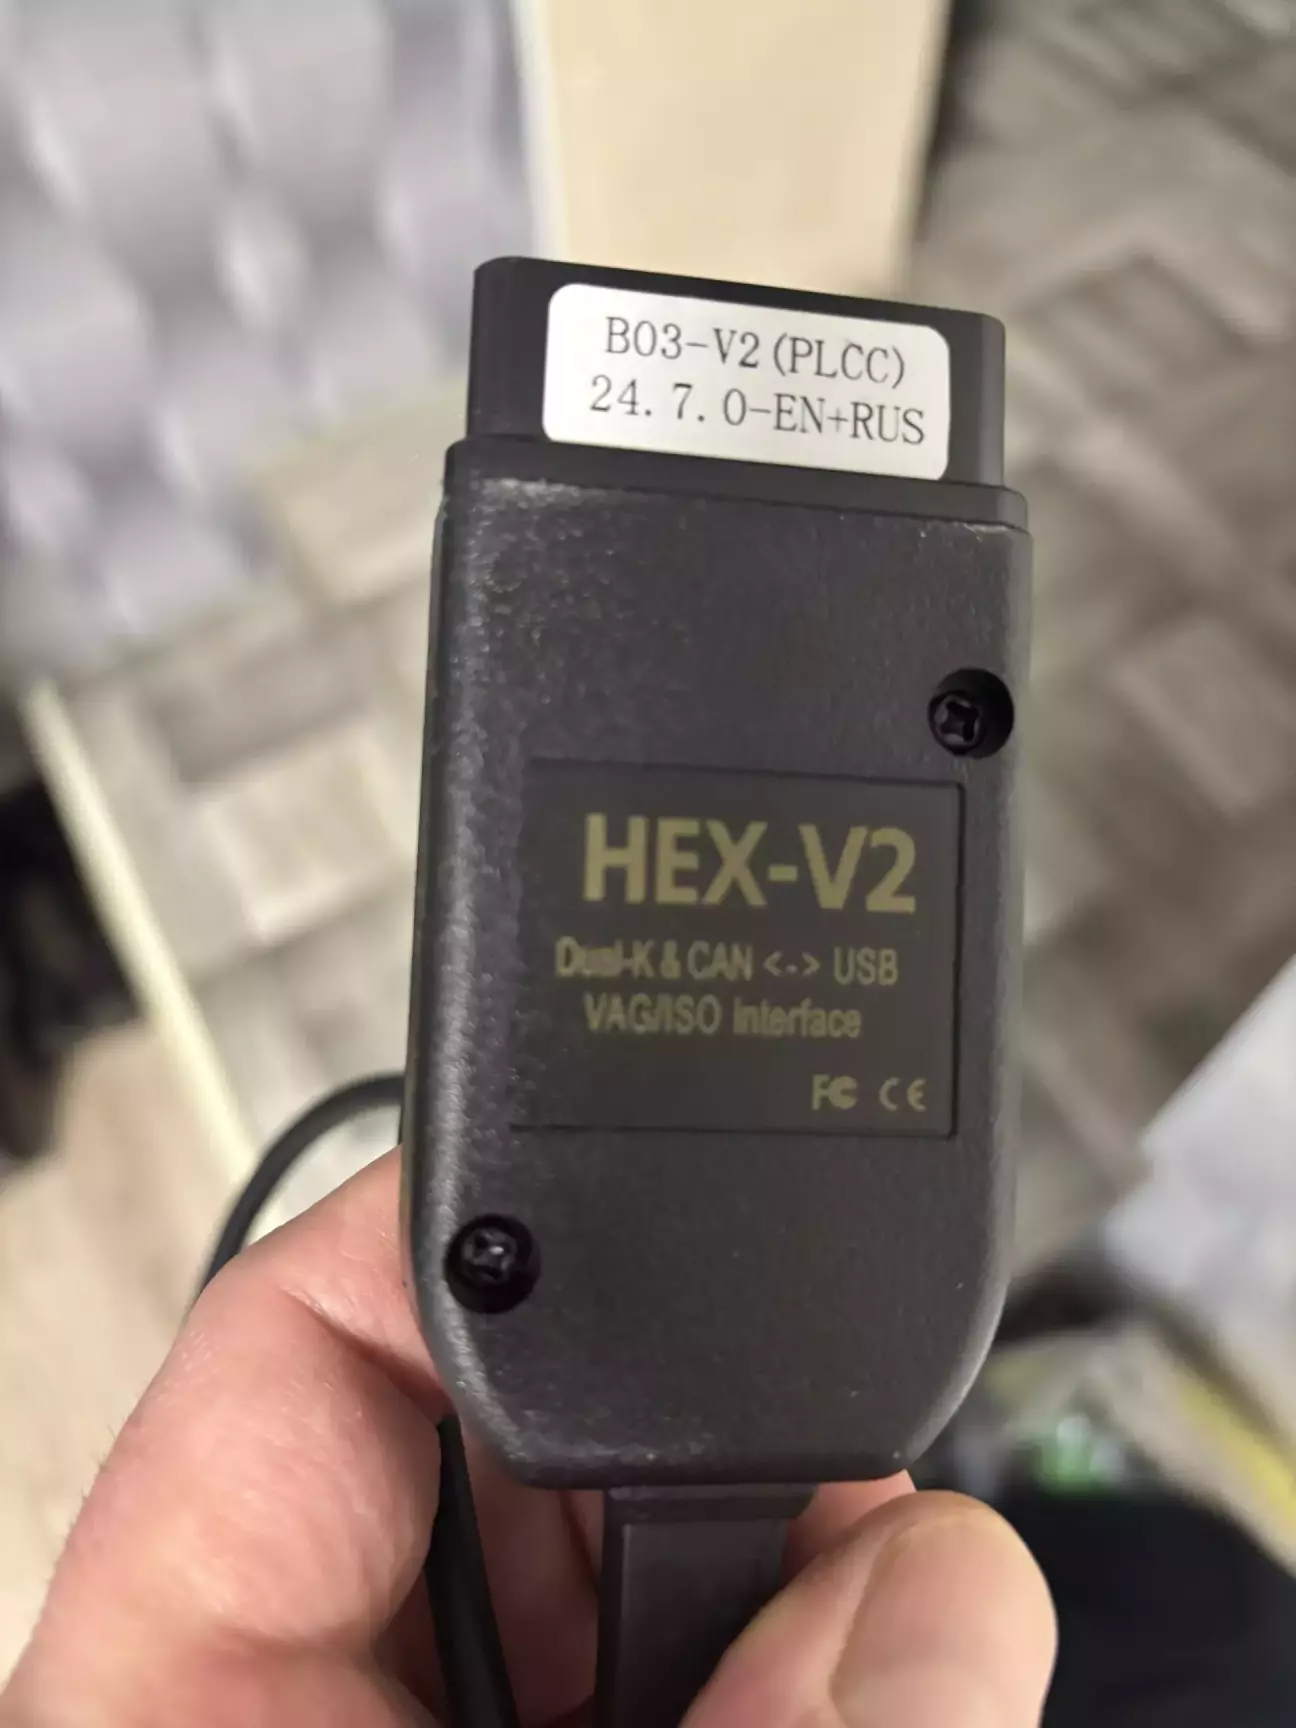 B03-V2(PLCC)
24.7.0-EN+RUS
HEX-V2
Dual-K & CAN <-> USB
VAG/ISO Interface
FC CE